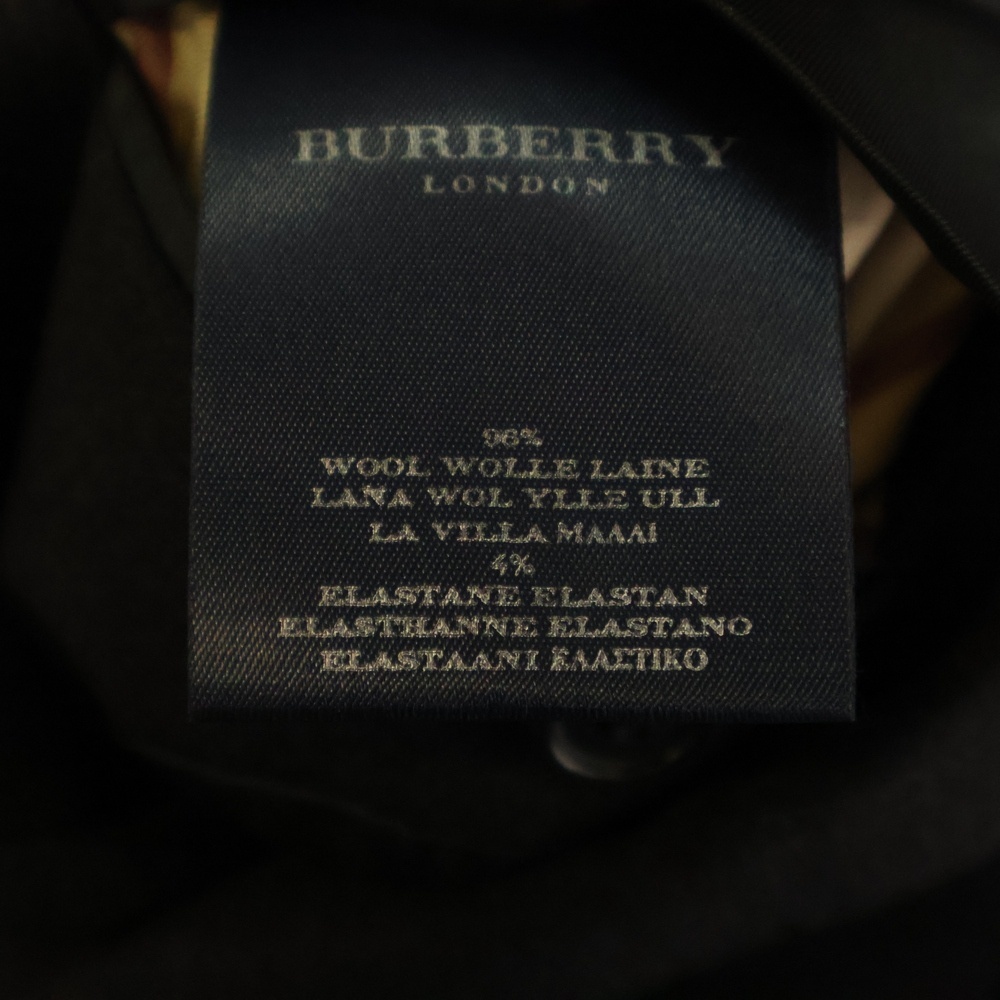 BURBERRY
LONDON
96%
WOOL WOLLE LAINE
LANA WOL YLLE ULL
LA VILLA ΜΑΛΛΙ
4%
ELASTANE ELASTAN
ELASTHANNE ELASTANO
ELASTAANI ΕΛΑΣΤΙΚΟ